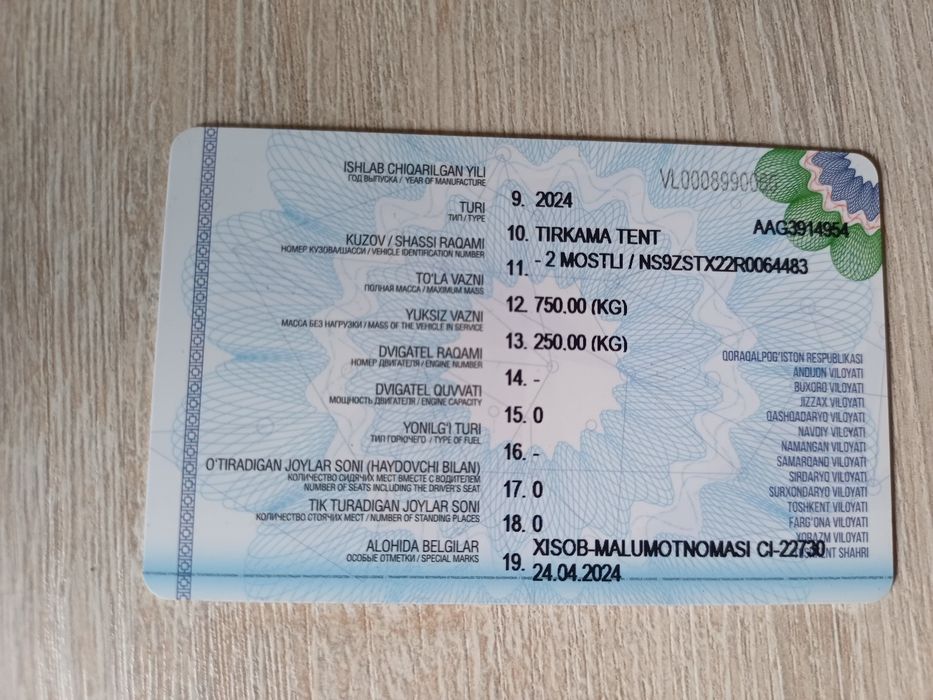 VL0008990085
AAG3914954
ISHLAB CHIQARILGAN YILI
ГОД ВЫПУСКА / YEAR OF MANUFACTURE
9. 2024
TURI
ТИП / TYPE
10. TIRKAMA TENT
KUZOV / SHASSI RAQAMI
НОМЕР КУЗОВА/ШАССИ / VEHICLE IDENTIFICATION NUMBER
11. - 2 MOSTLI / NS9ZSTX22R0064483
TO'LA VAZNI
ПОЛНАЯ МАССА / MAXIMUM MASS
12. 750.00 (KG)
YUKSIZ VAZNI
МАССА БЕЗ НАГРУЗКИ / MASS OF THE VEHICLE IN SERVICE
13. 250.00 (KG)
DVIGATEL RAQAMI
НОМЕР ДВИГАТЕЛЯ / ENGINE NUMBER
14. -
DVIGATEL QUVVATI
МОЩНОСТЬ ДВИГАТЕЛЯ / ENGINE CAPACITY
15. 0
YONILG'I TURI
ТИП ГОРЮЧЕГО / TYPE OF FUEL
16. -
O'TIRADIGAN JOYLAR SONI (HAYDOVCHI BILAN)
КОЛИЧЕСТВО СИДЯЧИХ МЕСТ ВМЕСТЕ С ВОДИТЕЛЕМ
NUMBER OF SEATS INCLUDING THE DRIVER'S SEAT
17. 0
TIK TURADIGAN JOYLAR SONI
КОЛИЧЕСТВО СТОЯЧИХ МЕСТ / NUMBER OF STANDING PLACES
18. 0
ALOHIDA BELGILAR
ОСОБЫЕ ОТМЕТКИ / SPECIAL MARKS
19. XISOB-MALUMOTNOMASI CI-22730
24.04.2024
QORAQALPOG'ISTON RESPUBLIKASI
ANDIJON VILOYATI
BUXORO VILOYATI
JIZZAX VILOYATI
QASHQADARYO VILOYATI
NAVOIY VILOYATI
NAMANGAN VILOYATI
SAMARQAND VILOYATI
SIRDARYO VILOYATI
SURXONDARYO VILOYATI
TOSHKENT VILOYATI
FARG'ONA VILOYATI
XORAZM VILOYATI
TOSHKENT SHAHRI